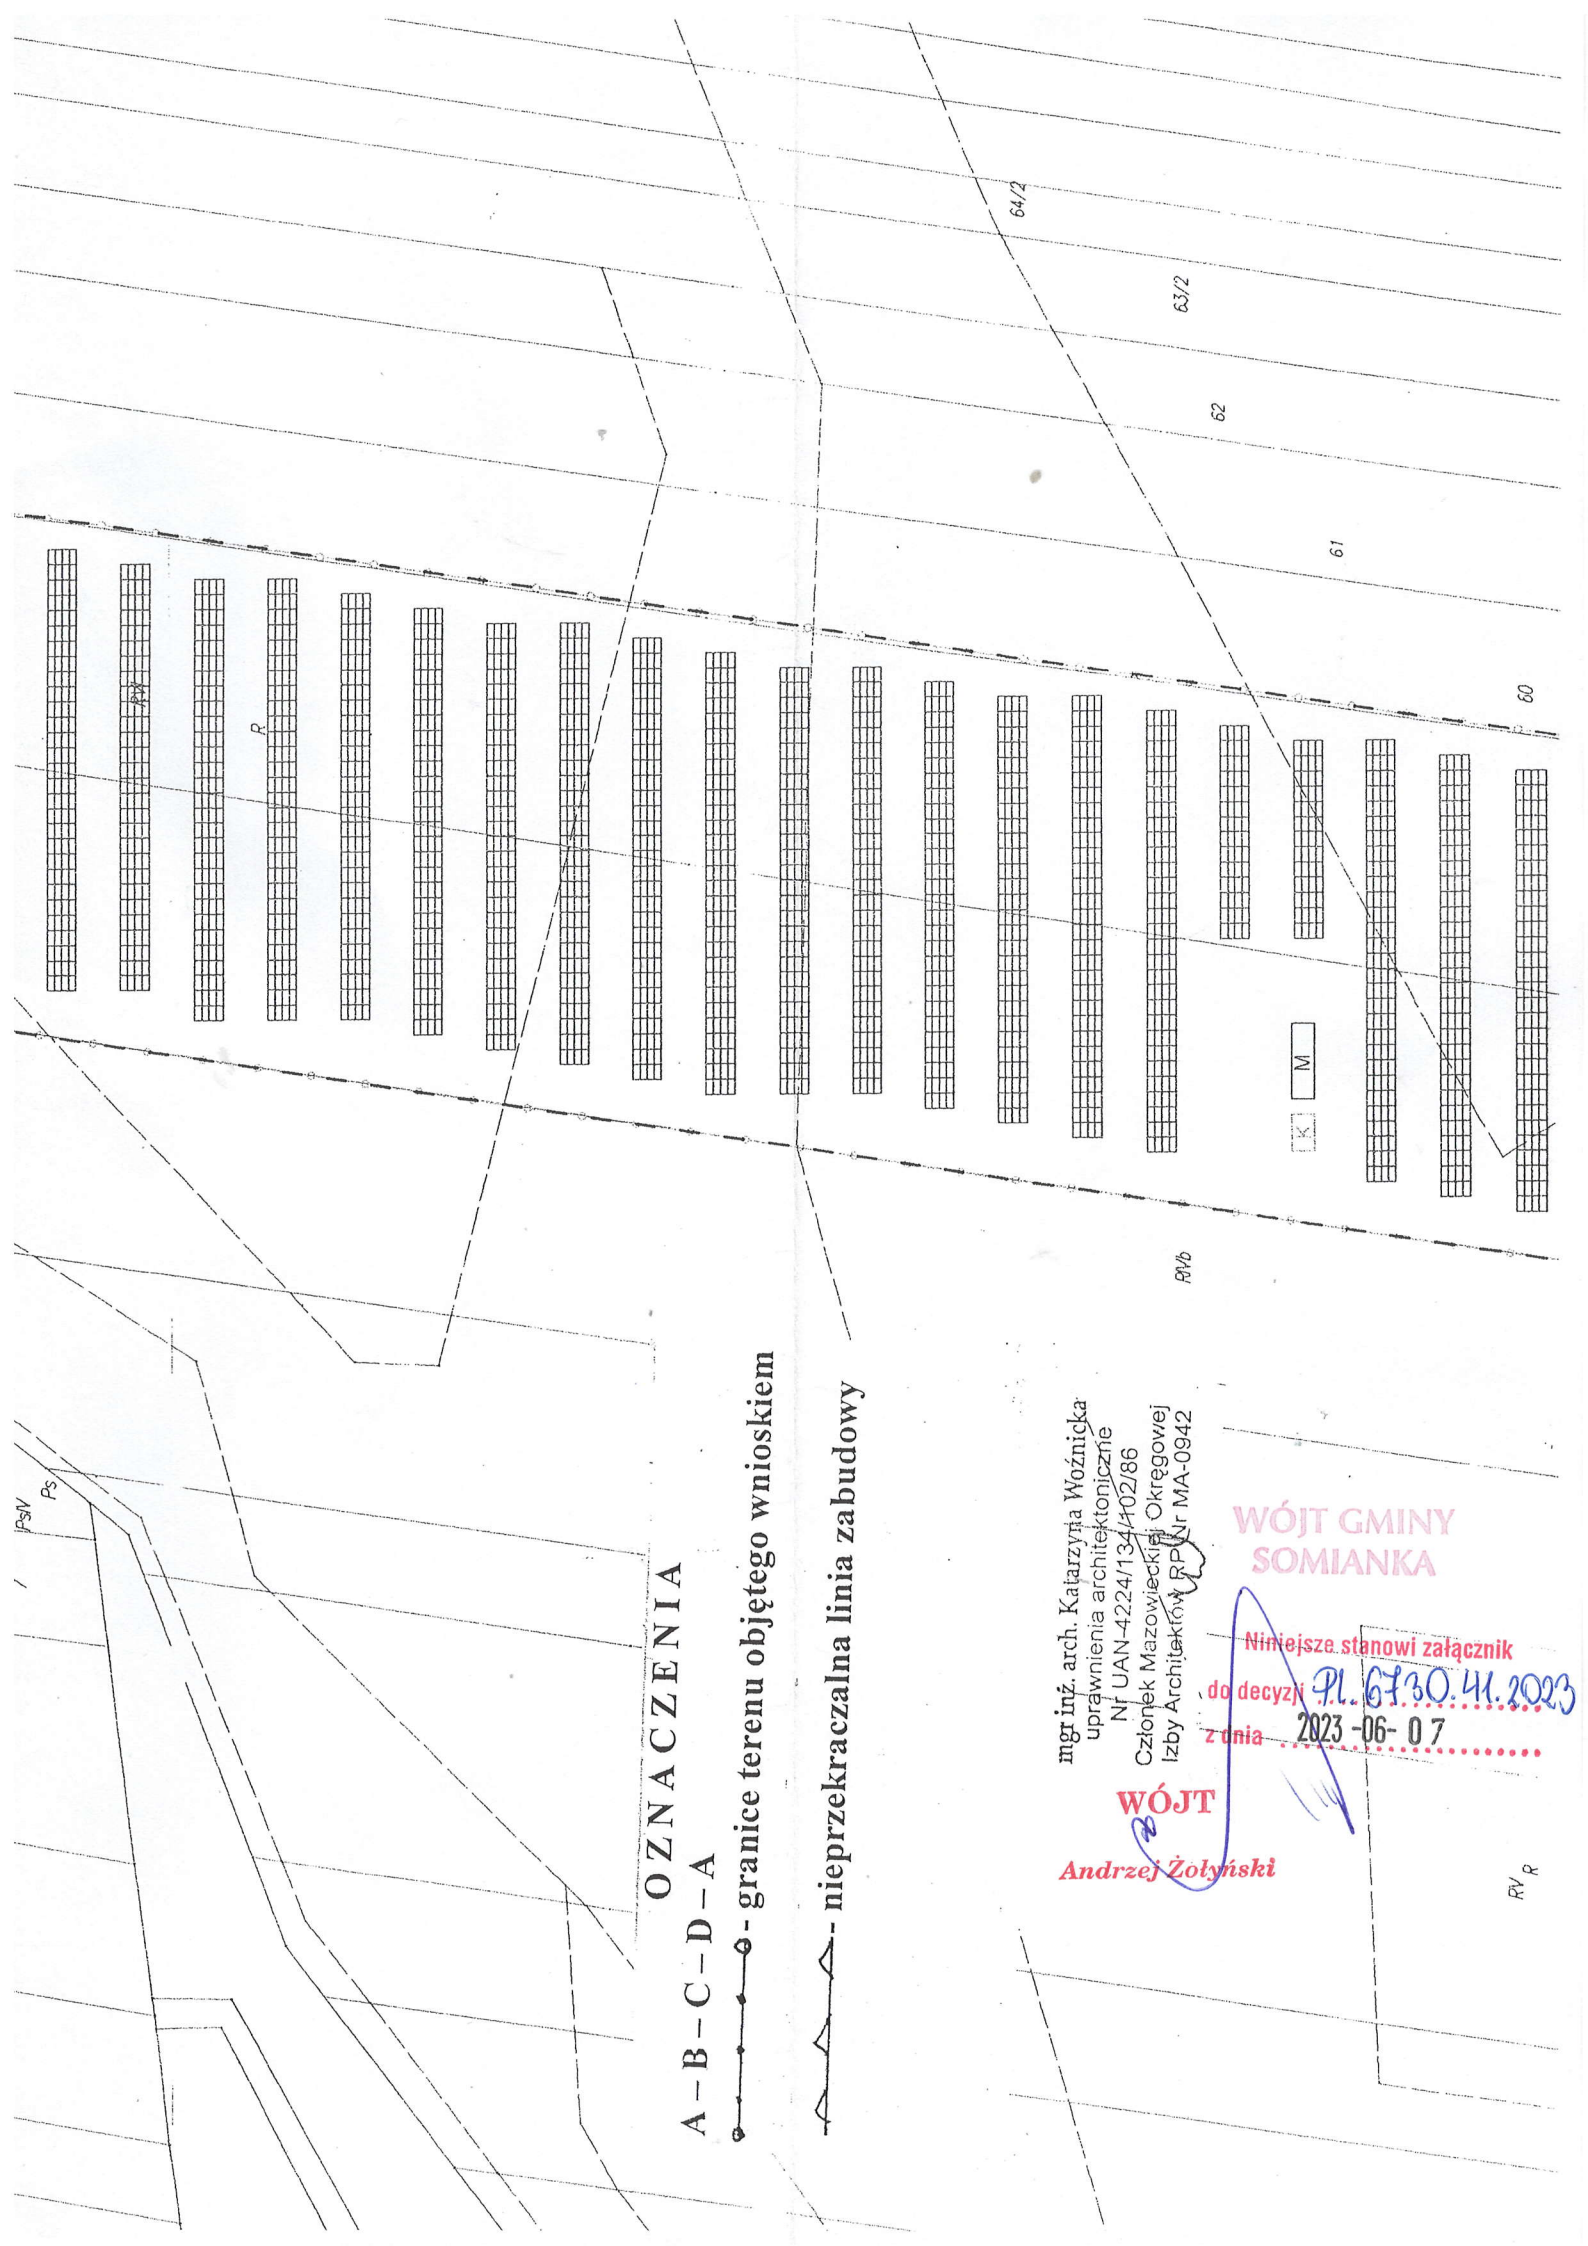 64/2
63/2
62
61
60
RVI
R
M
K
RIVb
PsIV
Ps
OZNACZENIA
A-B-C-D-A
- granice terenu objętego wnioskiem
- nieprzekraczalna linia zabudowy
mgr inż. arch. Katarzyna Woźnicka
uprawnienia architektoniczne
Nr UAN-4224/134/102/86
Członek Mazowieckiej Okręgowej
Izby Architektów RP Nr MA-0942
WÓJT GMINY
SOMIANKA
Niniejsze stanowi załącznik
do decyzji PL.6730.41.2023
z dnia 2023-06-07
WÓJT
Andrzej Żołyński
RV
R